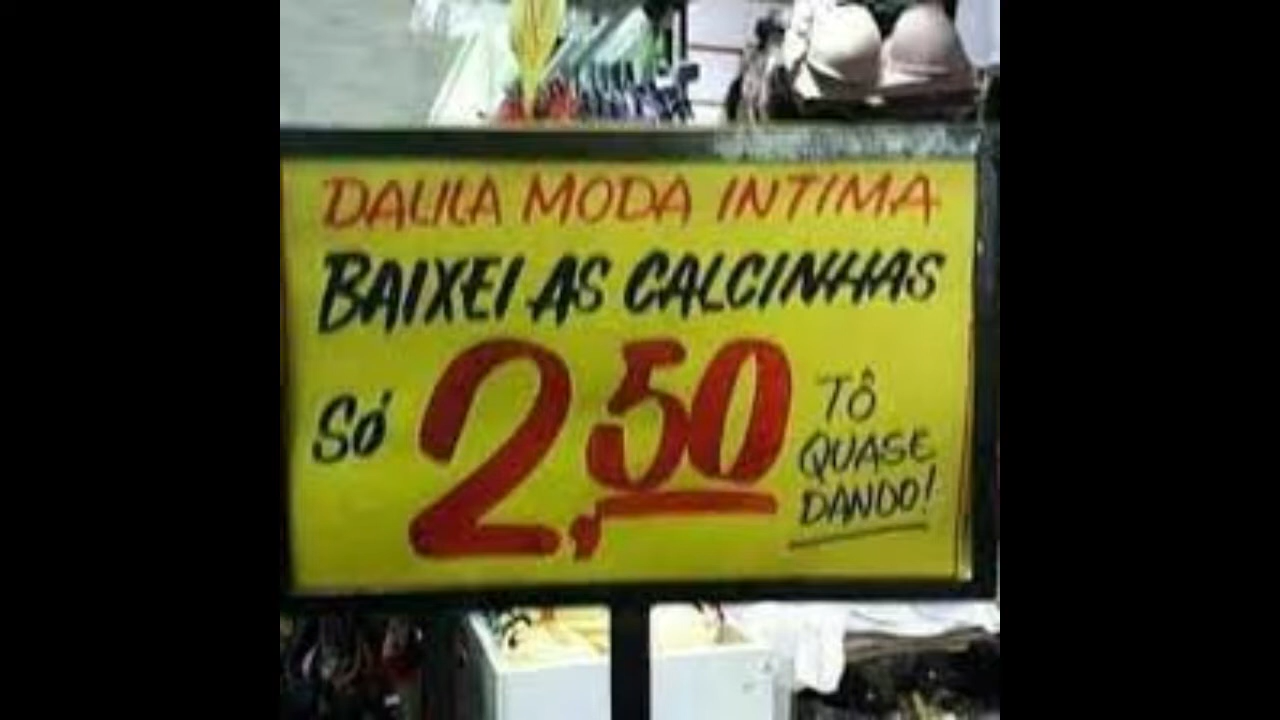 DALILA MODA INTIMA
BAIXEI AS CALCINHAS
Só 2,50
TÔ
QUASE
DANDO!